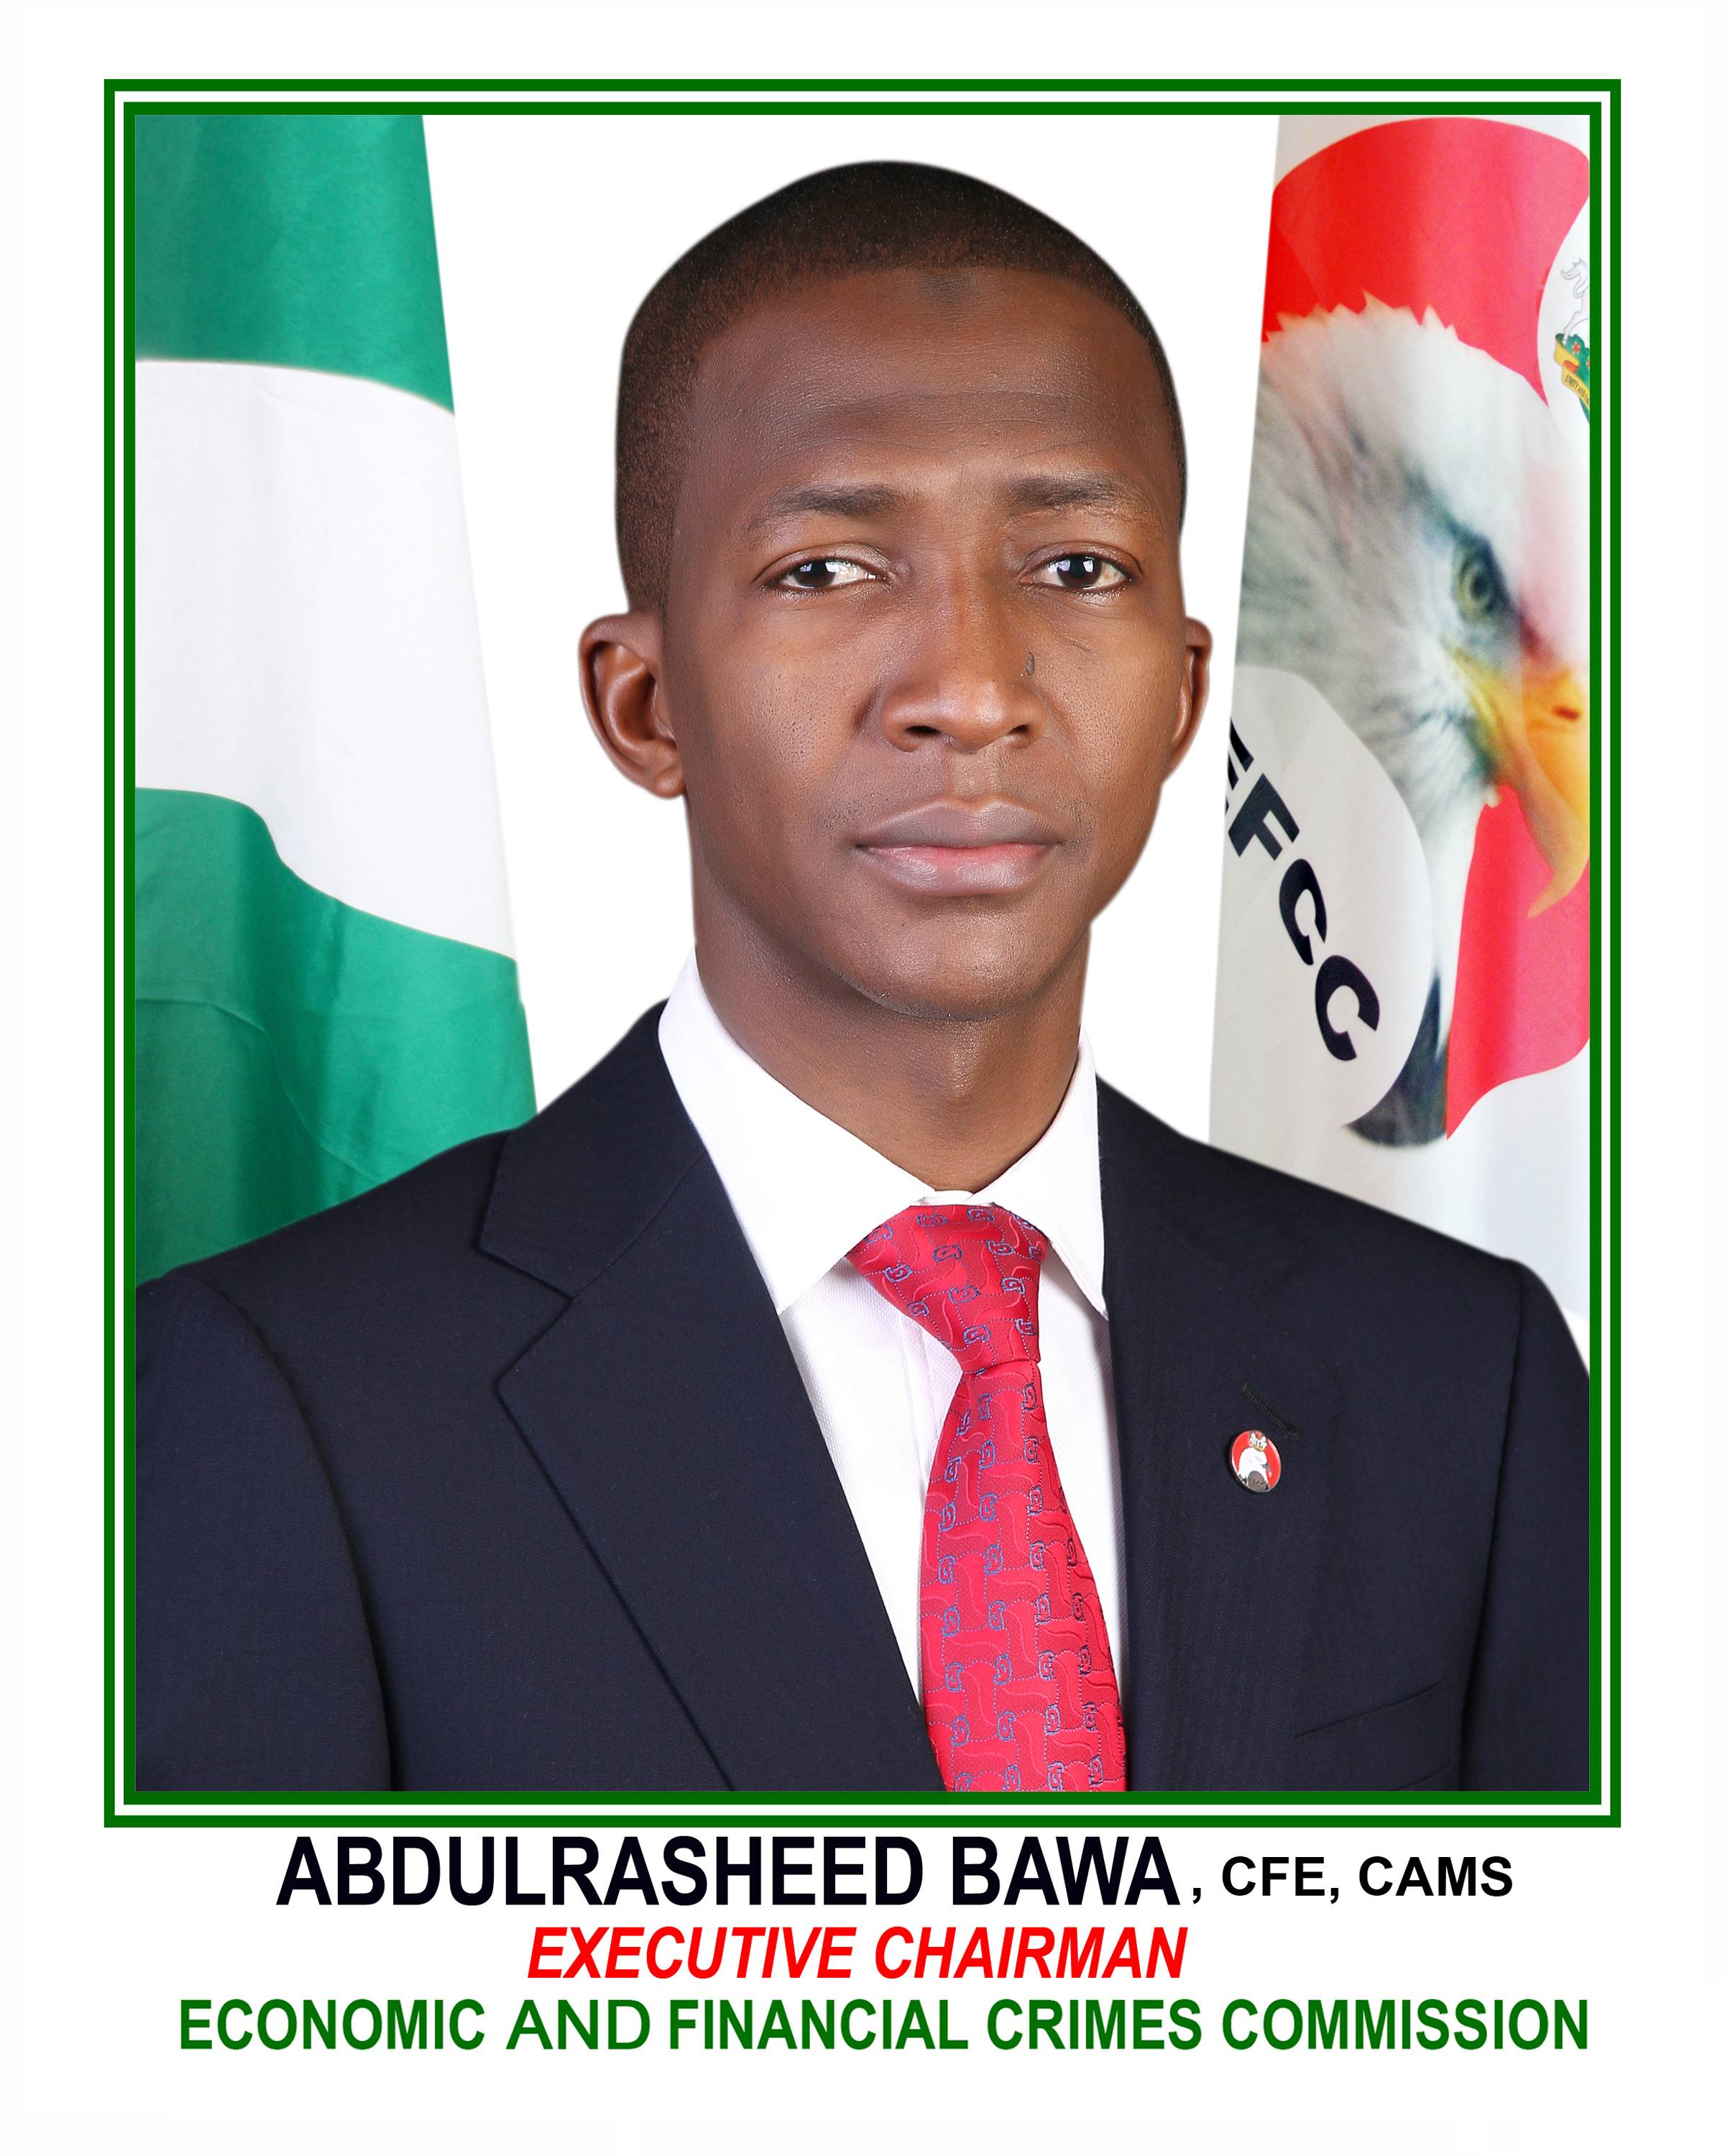 EFCC
ABDULRASHEED BAWA, CFE, CAMS
EXECUTIVE CHAIRMAN
ECONOMIC AND FINANCIAL CRIMES COMMISSION